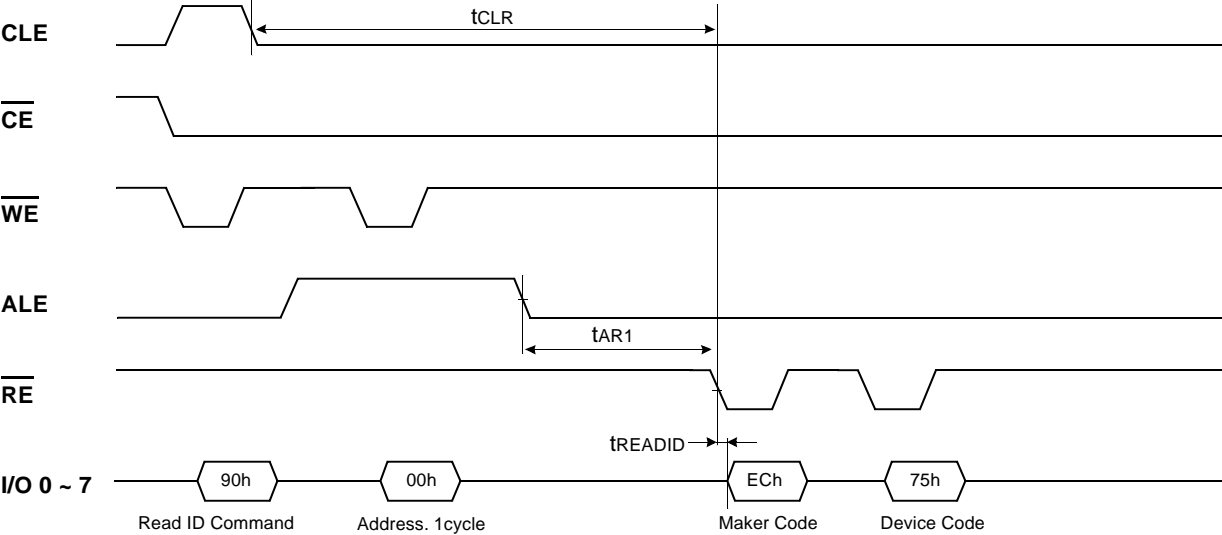 CLE
tCLR
CE
WE
ALE
tAR1
RE
tREADID
I/O 0 ~ 7
90h
00h
ECh
75h
Read ID Command
Address. 1cycle
Maker Code
Device Code